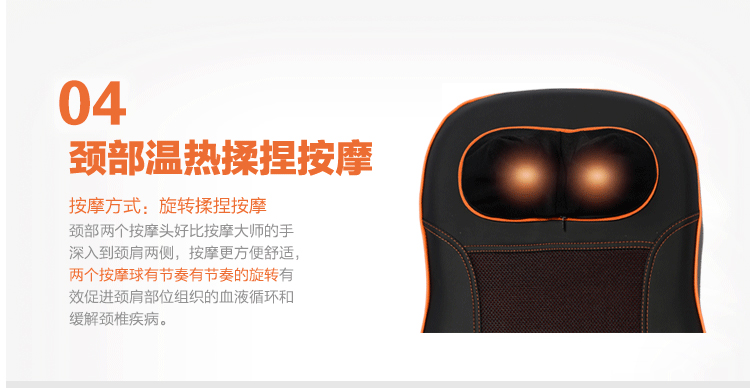 04
颈部温热揉捏按摩
按摩方式：旋转揉捏按摩
颈部两个按摩头好比按摩大师的手
深入到颈肩两侧，按摩更方便舒适，
两个按摩球有节奏有节奏的旋转有
效促进颈肩部位组织的血液循环和
缓解颈椎疾病。